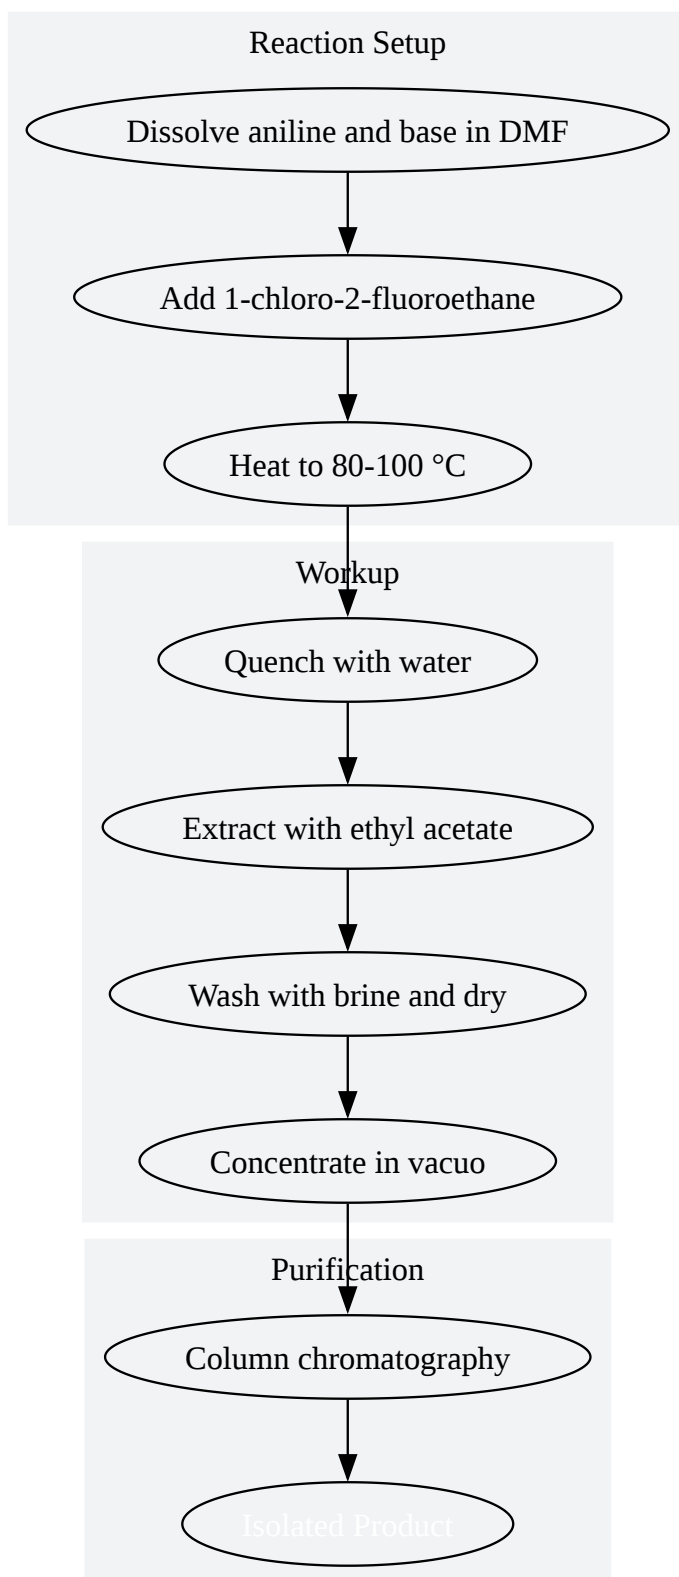 Reaction Setup
Dissolve aniline and base in DMF
Add 1-chloro-2-fluoroethane
Heat to 80-100 °C
Workup
Quench with water
Extract with ethyl acetate
Wash with brine and dry
Concentrate in vacuo
Purification
Column chromatography
Isolated Product